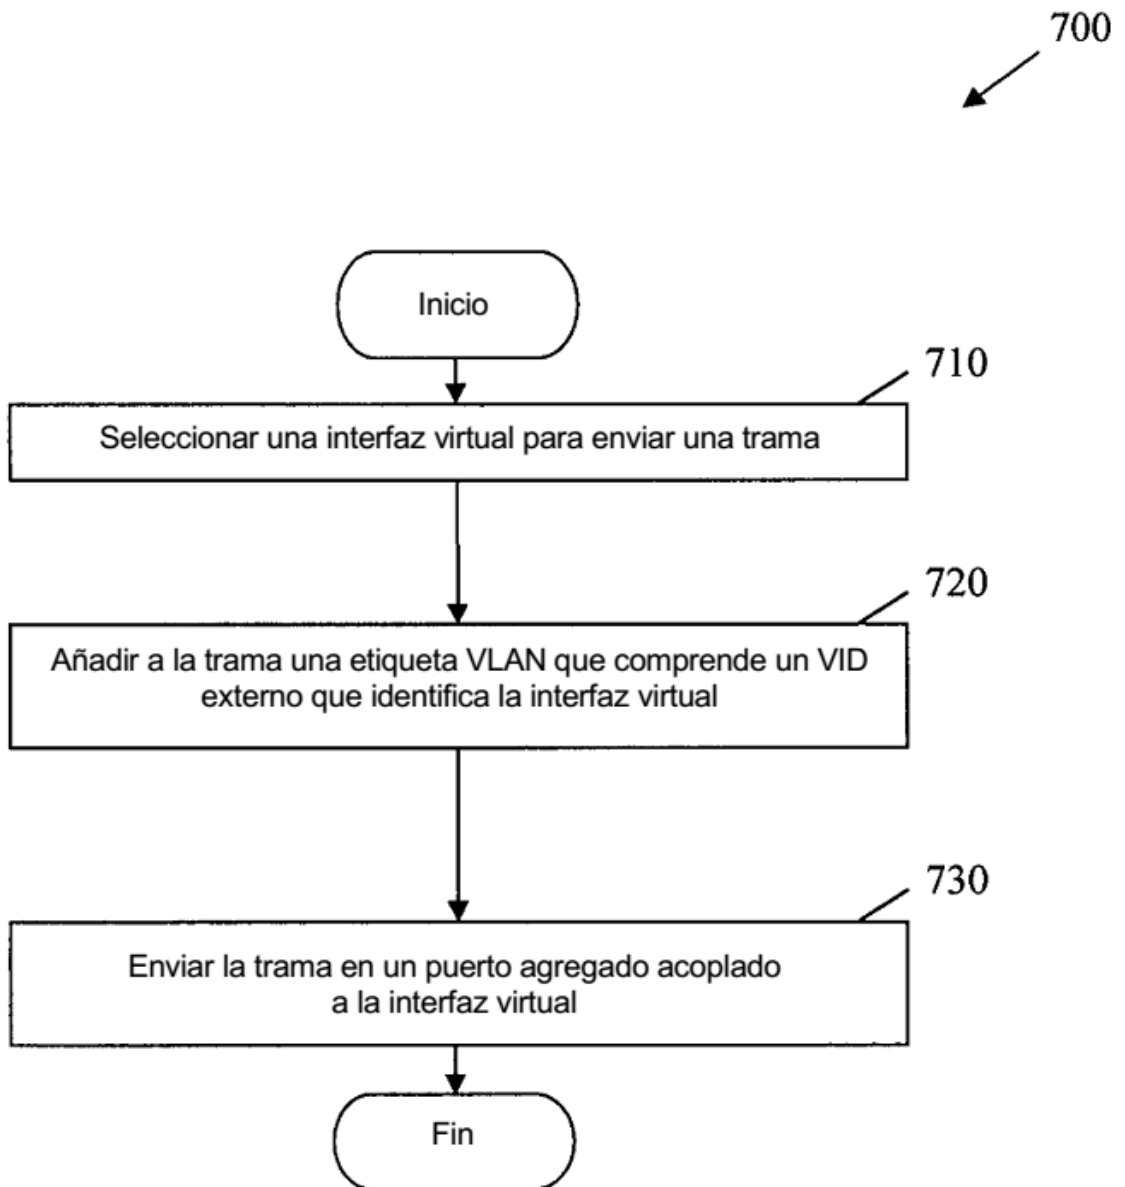 700
Inicio
710
Seleccionar una interfaz virtual para enviar una trama
720
Añadir a la trama una etiqueta VLAN que comprende un VID
externo que identifica la interfaz virtual
730
Enviar la trama en un puerto agregado acoplado
a la interfaz virtual
Fin